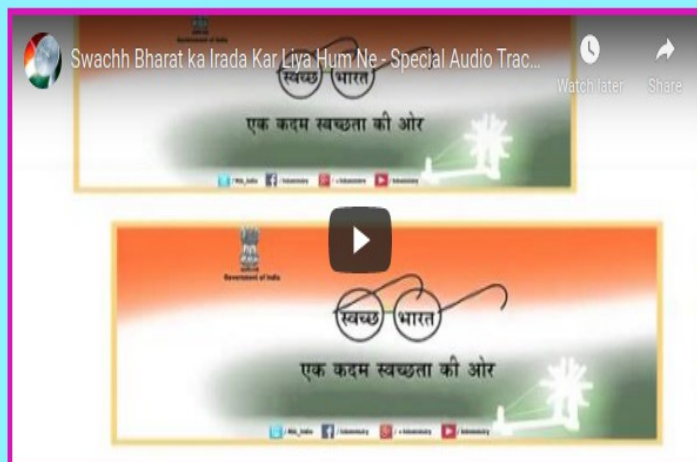 Swachh Bharat ka Irada Kar Liya Hum Ne - Special Audio Trac...
Watch later
Share
स्वच्छ भारत
एक कदम स्वच्छता की ओर
Government of India
स्वच्छ भारत
एक कदम स्वच्छता की ओर